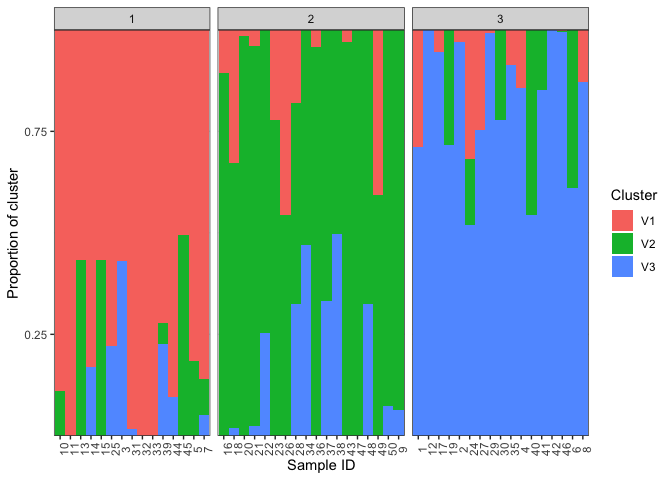 1 2 3
Proportion of cluster
0.75
0.25
10 11 13 14 15 25 3 31 32 33 39 44 45 5 7
16 18 20 21 22 23 26 28 34 36 37 38 43 47 48 49 50 9
1 12 17 19 2 24 27 29 30 35 4 40 41 42 46 6 8
Sample ID
Cluster
V1
V2
V3